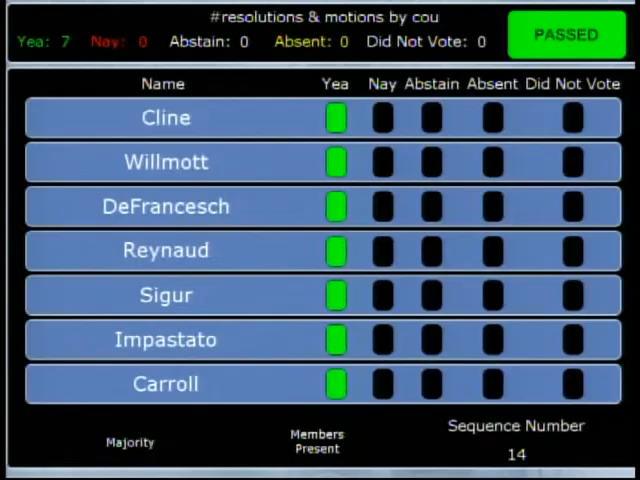 #resolutions & motions by cou
Yea: 7 Nay: 0 Abstain: 0 Absent: 0 Did Not Vote: 0
PASSED
Name Yea Nay Abstain Absent Did Not Vote
Cline
Willmott
DeFrancesch
Reynaud
Sigur
Impastato
Carroll
Majority
Members
Present
Sequence Number
14